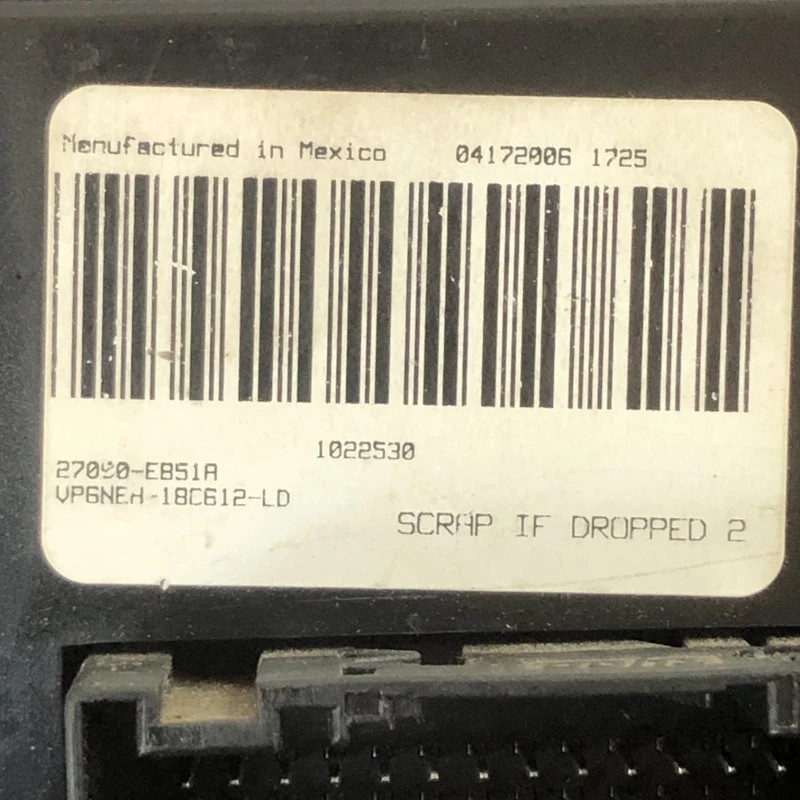 Manufactured in Mexico 04172006 1725
1022530
27090-EB51A
VP6NEH-18C612-LD
SCRAP IF DROPPED 2